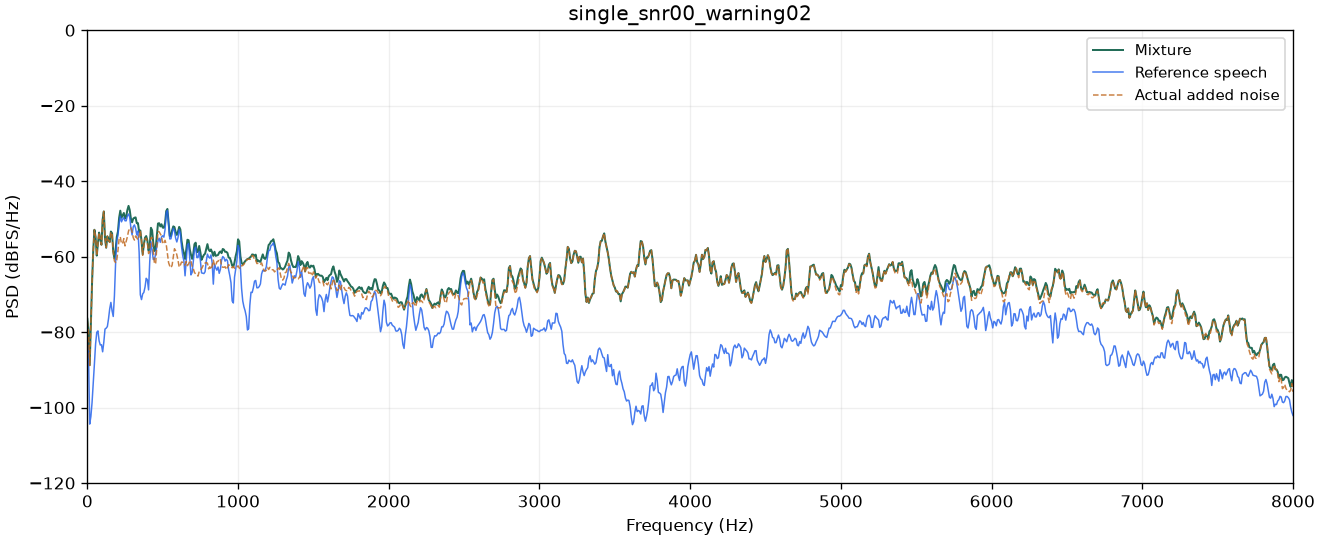 single_snr00_warning02
PSD (dBFS/Hz)
0
−20
−40
−60
−80
−100
−120
Mixture
Reference speech
Actual added noise
0 1000 2000 3000 4000 5000 6000 7000 8000
Frequency (Hz)